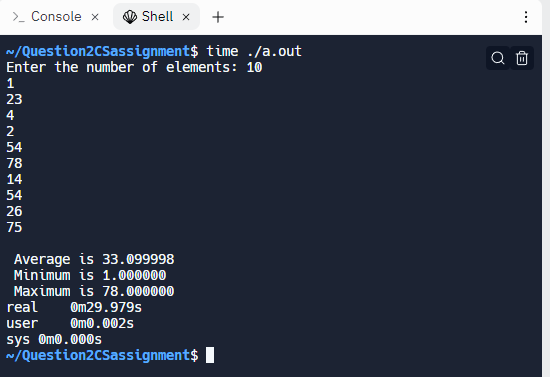 >_ Console × Shell × +
~/Question2CSassignment$ time ./a.out
Enter the number of elements: 10
1
23
4
2
54
78
14
54
26
75
Average is 33.099998
Minimum is 1.000000
Maximum is 78.000000
real 0m29.979s
user 0m0.002s
sys 0m0.000s
~/Question2CSassignment$